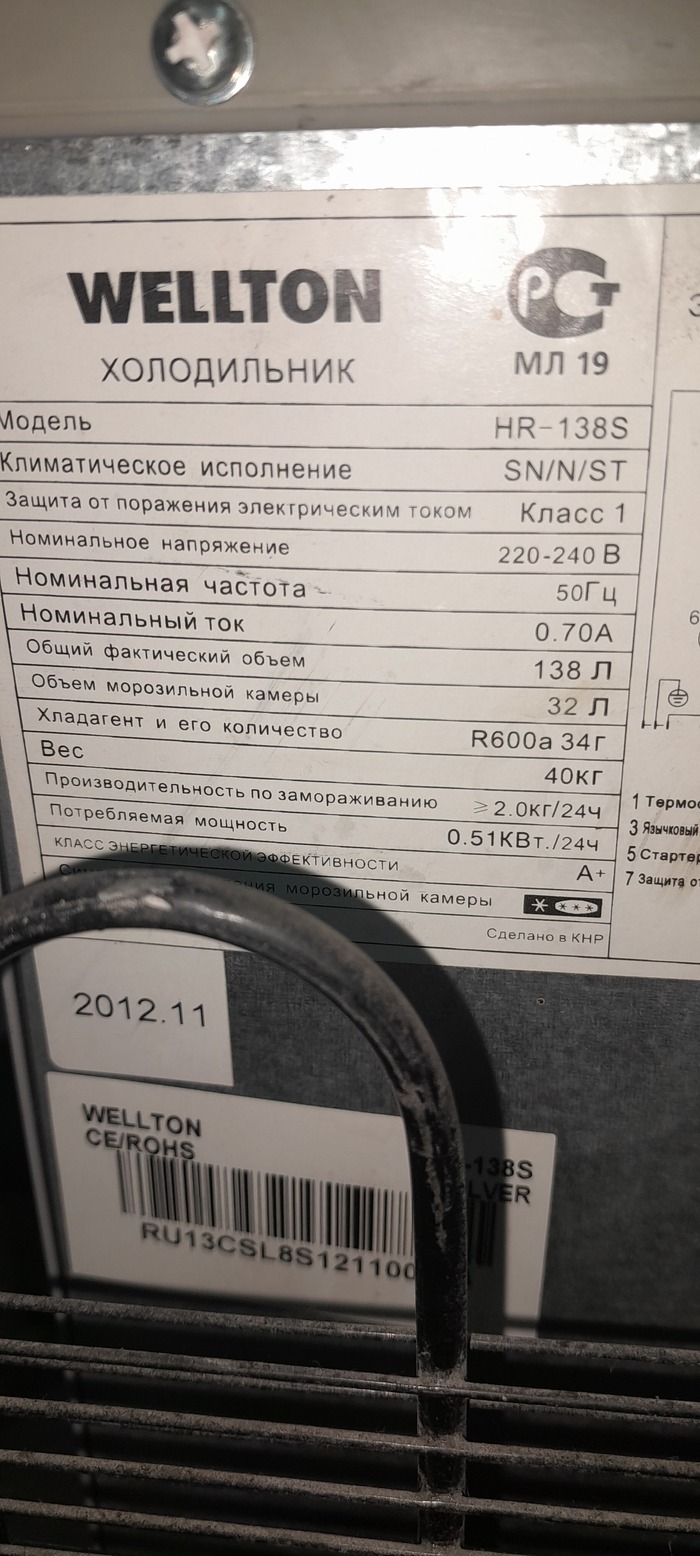 WELLTON
РСТ
ХОЛОДИЛЬНИК
МЛ 19
Модель HR-138S
Климатическое исполнение SN/N/ST
Защита от поражения электрическим током Класс 1
Номинальное напряжение 220-240 В
Номинальная частота 50Гц
Номинальный ток 0.70А
Общий фактический объем 138 Л
Объем морозильной камеры 32 Л
Хладагент и его количество R600a 34г
Вес 40кг
Производительность по замораживанию ≥2.0кг/24ч
Потребляемая мощность 0.51КВт./24ч
КЛАСС ЭНЕРГЕТИЧЕСКОЙ ЭФФЕКТИВНОСТИ A+
морозильной камеры
Сделано в КНР
1 Термос
3 Язычковый
5 Стартер
7 Защита от
2012.11
WELLTON
CE/ROHS
-138S
LVER
RU13CSL8S121100